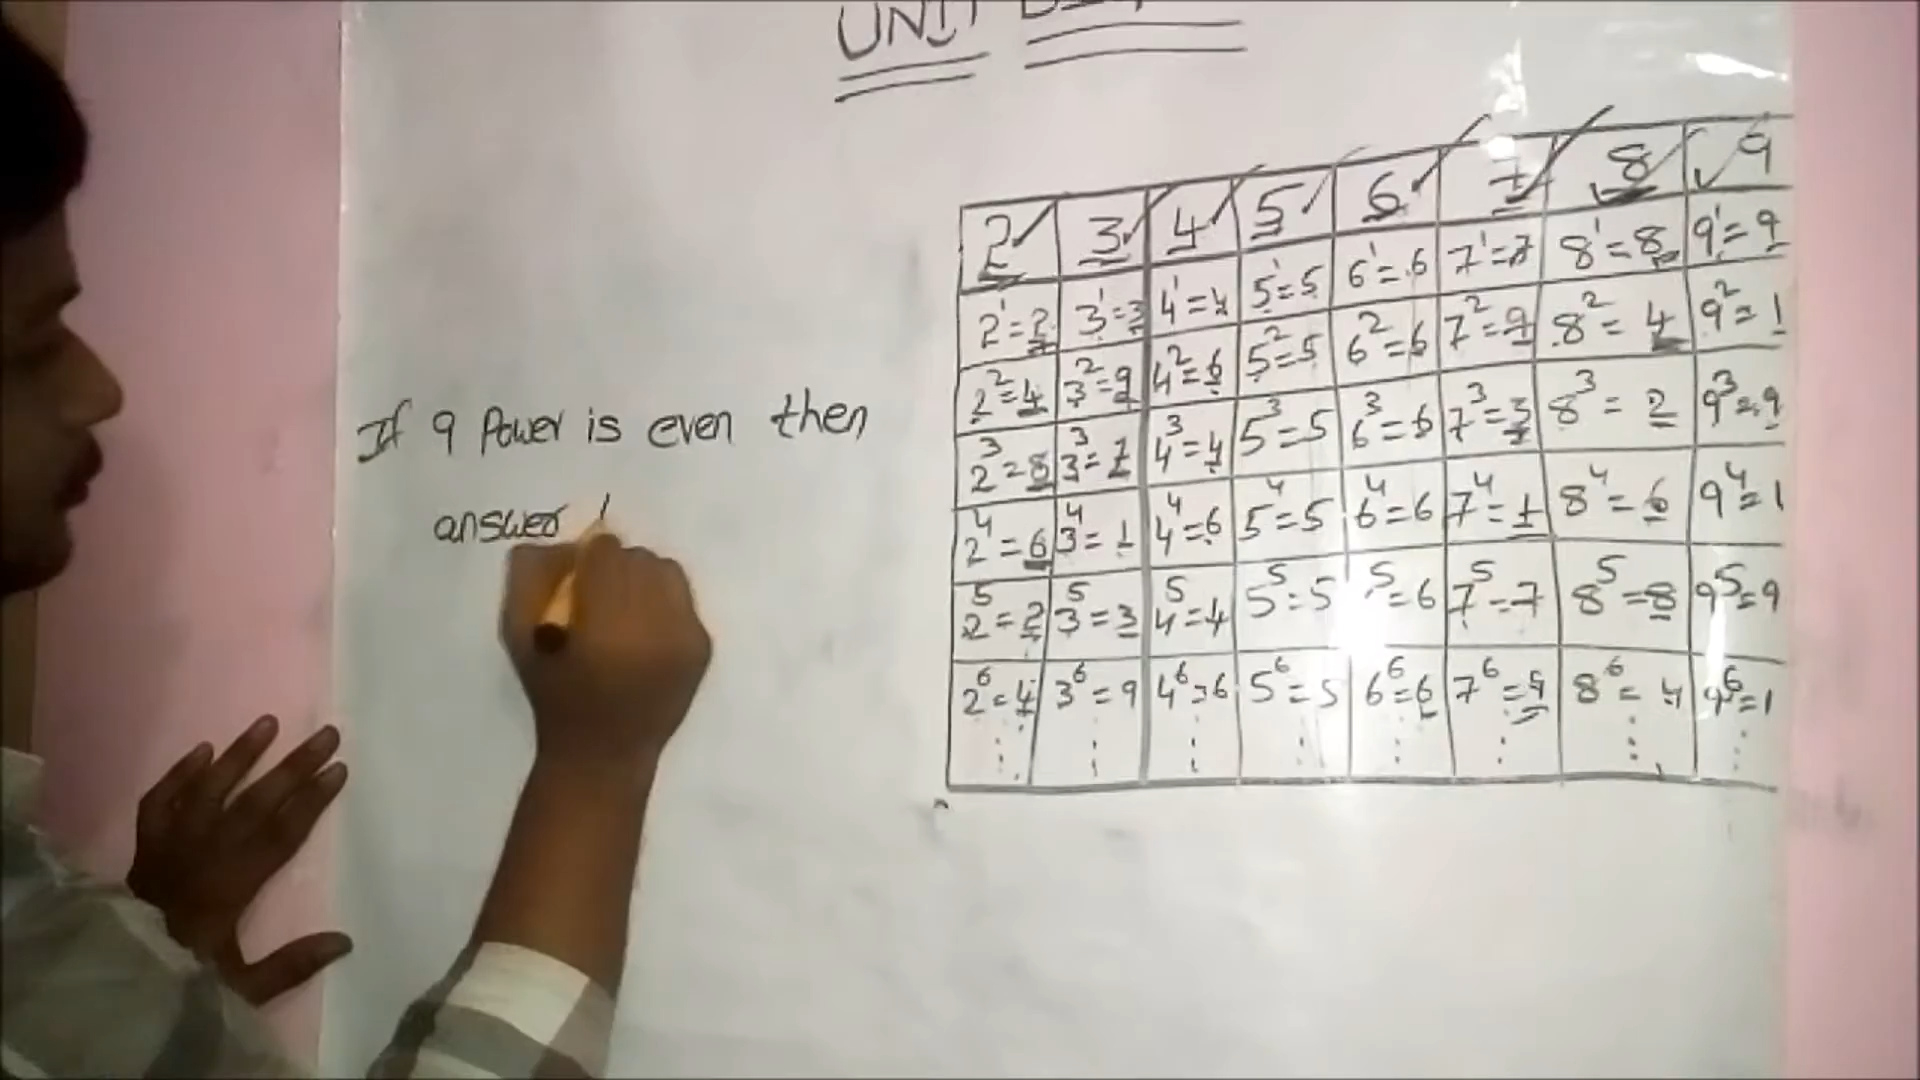 UNIT
2 3 4 5 6 7 8 9
2¹=2 3¹=3 4¹=4 5¹=5 6¹=6 7¹=7 8¹=8 9¹=9
2²=4 3²=9 4²=6 5²=5 6²=6 7²=9 8²=4 9²=1
2³=8 3³=7 4³=4 5³=5 6³=6 7³=3 8³=2 9³=9
2⁴=6 3⁴=1 4⁴=6 5⁴=5 6⁴=6 7⁴=1 8⁴=6 9⁴=1
2⁵=2 3⁵=3 4⁵=4 5⁵=5 ⁵=6 7⁵=7 8⁵=8 9⁵=9
2⁶=4 3⁶=9 4⁶=6 5⁶=5 6⁶=6 7⁶=9 8⁶=4 9⁶=1
If 9 Power is even then
answer